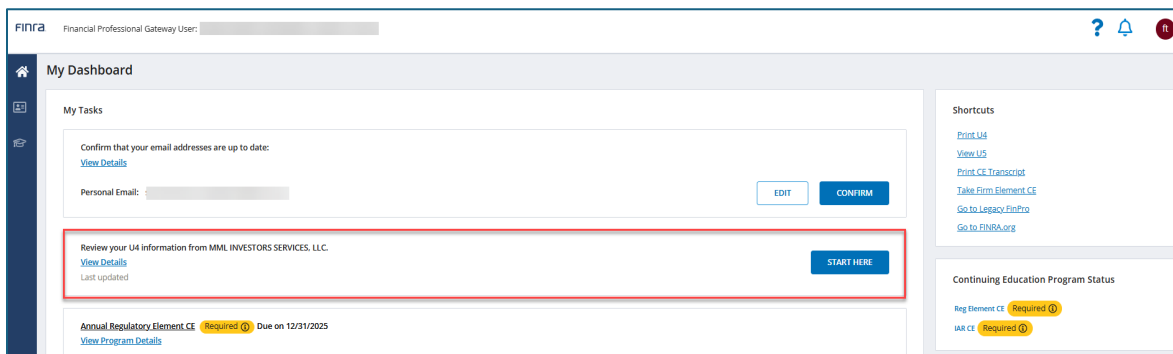 FINRA Financial Professional Gateway User:
? ft
My Dashboard
My Tasks
Confirm that your email addresses are up to date:
View Details
Personal Email:
EDIT CONFIRM
Review your U4 information from MML INVESTORS SERVICES, LLC.
View Details
Last updated
START HERE
Annual Regulatory Element CE Required Due on 12/31/2025
View Program Details
Shortcuts
Print U4
View U5
Print CE Transcript
Take Firm Element CE
Go to Legacy FinPro
Go to FINRA.org
Continuing Education Program Status
Reg Element CE Required
IAR CE Required